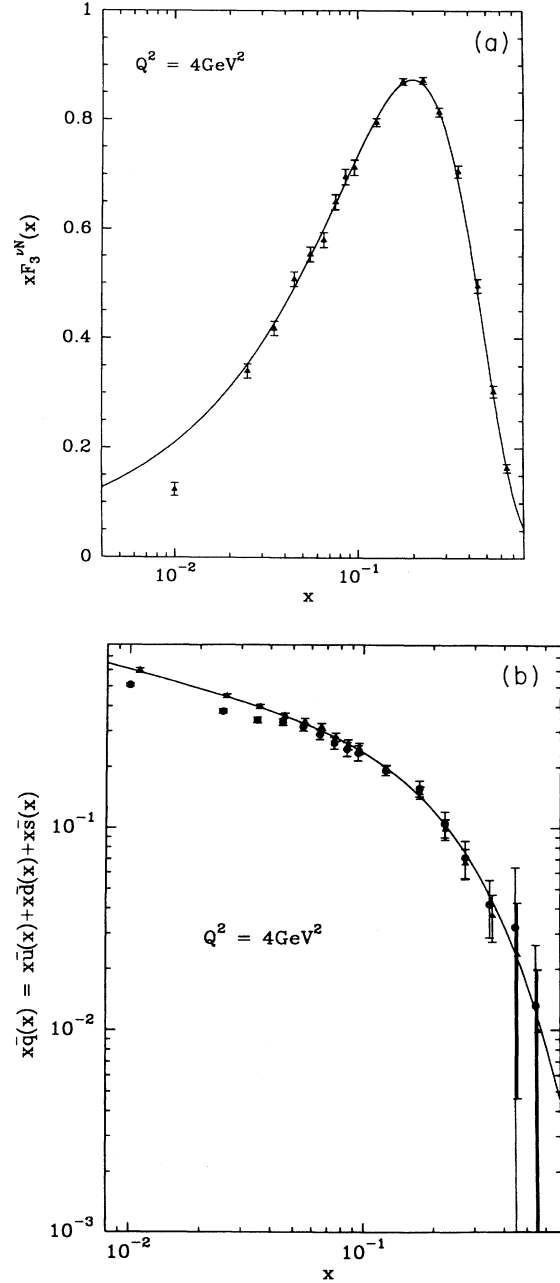 1
(a)
Q² = 4GeV²
0.8
0.6
xF₃^νN(x)
0.4
0.2
0
10⁻²
10⁻¹
x
(b)
10⁻¹
xq̄(x) = xū(x)+xd̄(x)+xs̄(x)
Q² = 4GeV²
10⁻²
10⁻³
10⁻²
10⁻¹
x